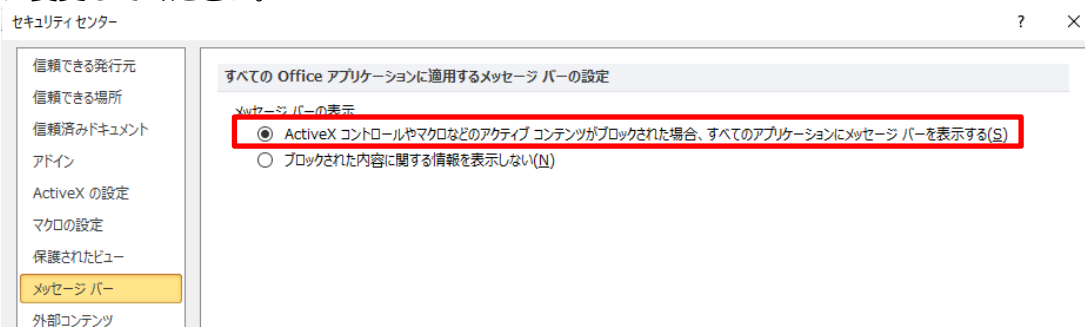 セキュリティ センター
? ×
信頼できる発行元
信頼できる場所
信頼済みドキュメント
アドイン
ActiveX の設定
マクロの設定
保護されたビュー
メッセージ バー
外部コンテンツ
すべての Office アプリケーションに適用するメッセージ バーの設定
メッセージ バーの表示
ActiveX コントロールやマクロなどのアクティブ コンテンツがブロックされた場合、すべてのアプリケーションにメッセージ バーを表示する(S)
ブロックされた内容に関する情報を表示しない(N)